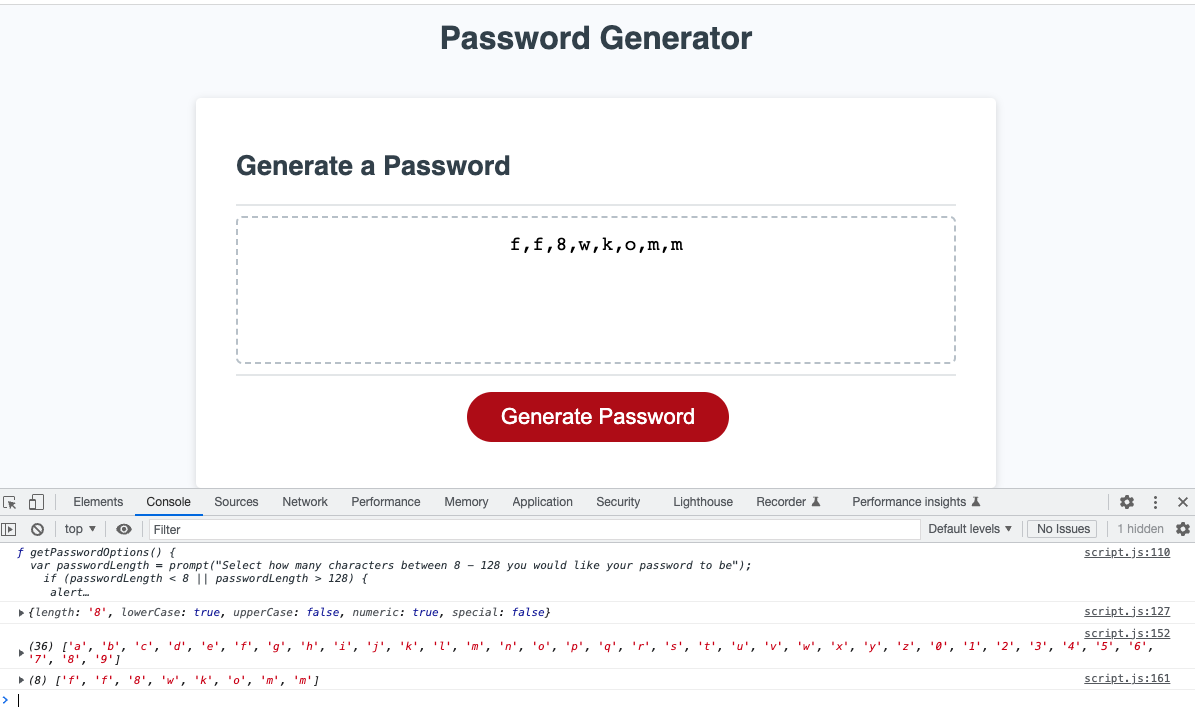 Password Generator
Generate a Password
f,f,8,w,k,o,m,m
Generate Password
Elements Console Sources Network Performance Memory Application Security Lighthouse Recorder Performance insights
top ▼ Filter Default levels ▼ No Issues 1 hidden
f getPasswordOptions() { script.js:110
var passwordLength = prompt("Select how many characters between 8 – 128 you would like your password to be");
if (passwordLength < 8 || passwordLength > 128) {
alert…
{length: '8', lowerCase: true, upperCase: false, numeric: true, special: false} script.js:127
script.js:152
(36) ['a', 'b', 'c', 'd', 'e', 'f', 'g', 'h', 'i', 'j', 'k', 'l', 'm', 'n', 'o', 'p', 'q', 'r', 's', 't', 'u', 'v', 'w', 'x', 'y', 'z', '0', '1', '2', '3', '4', '5', '6',
'7', '8', '9']
(8) ['f', 'f', '8', 'w', 'k', 'o', 'm', 'm'] script.js:161